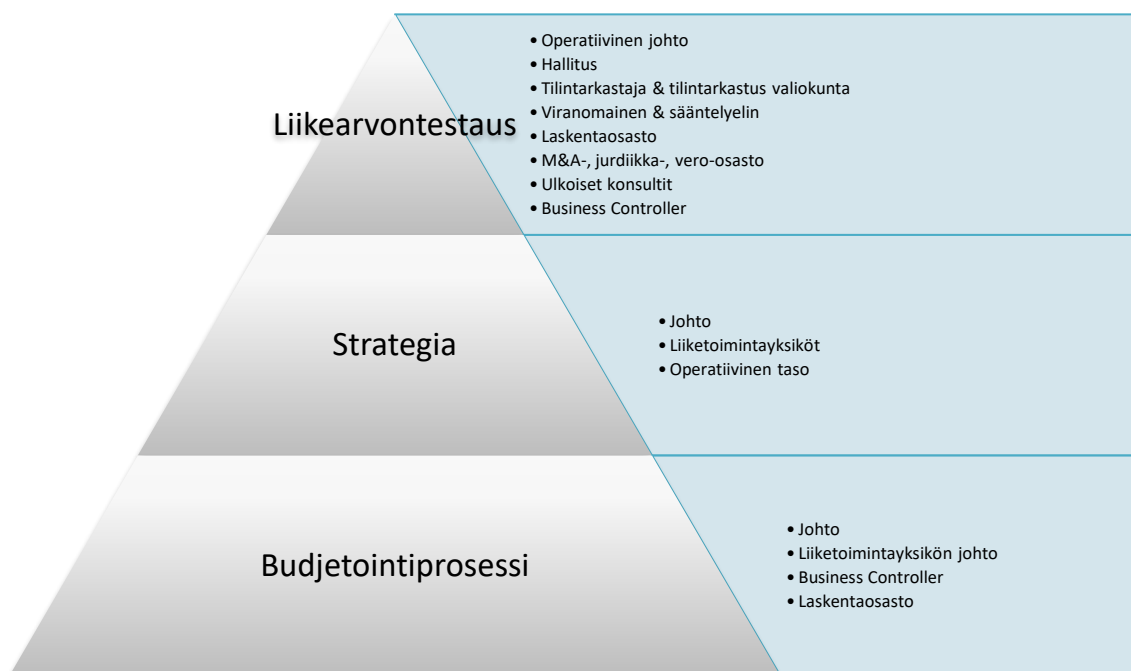 Liikearvontestaus
• Operatiivinen johto
• Hallitus
• Tilintarkastaja & tilintarkastus valiokunta
• Viranomainen & sääntelyelin
• Laskentaosasto
• M&A-, jurdiikka-, vero-osasto
• Ulkoiset konsultit
• Business Controller
Strategia
• Johto
• Liiketoimintayksiköt
• Operatiivinen taso
Budjetointiprosessi
• Johto
• Liiketoimintayksikön johto
• Business Controller
• Laskentaosasto